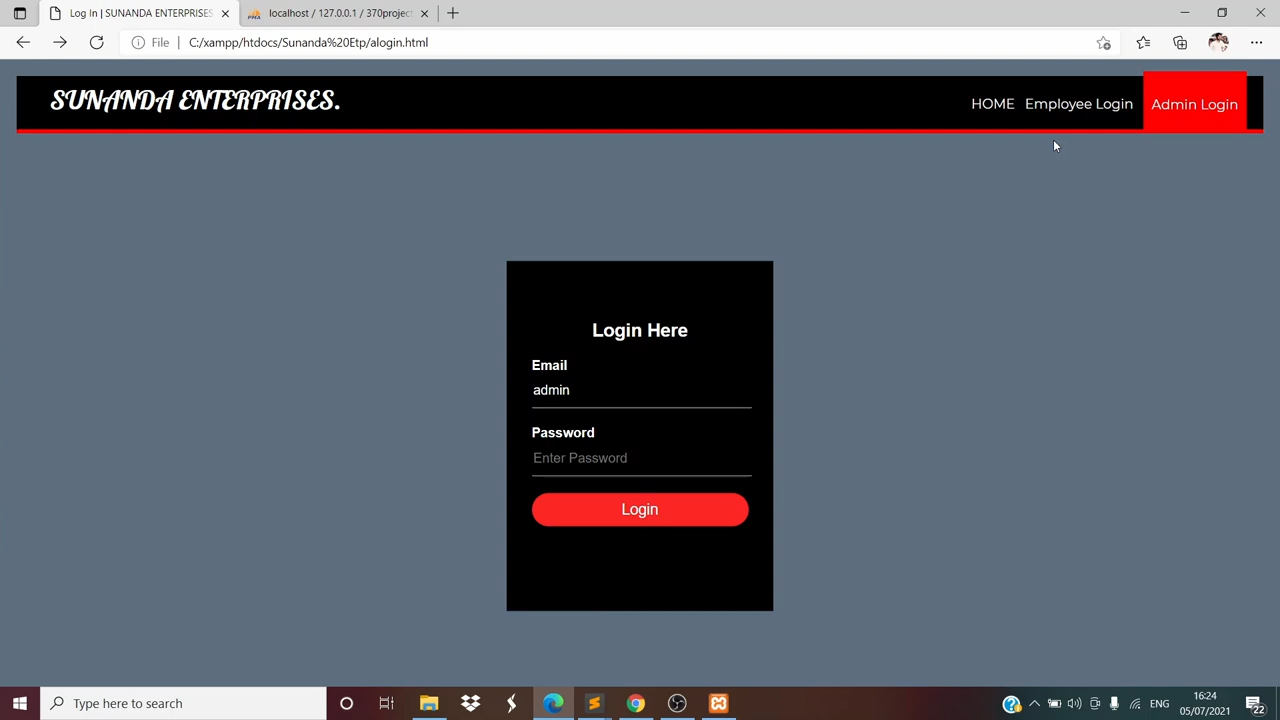 Log In | SUNANDA ENTERPRISES
localhost / 127.0.0.1 / 370project
File
C:/xampp/htdocs/Sunanda%20Etp/alogin.html
SUNANDA ENTERPRISES.
HOME Employee Login Admin Login
Login Here
Email
admin
Password
Enter Password
Login
Type here to search
ENG
16:24
05/07/2021
22